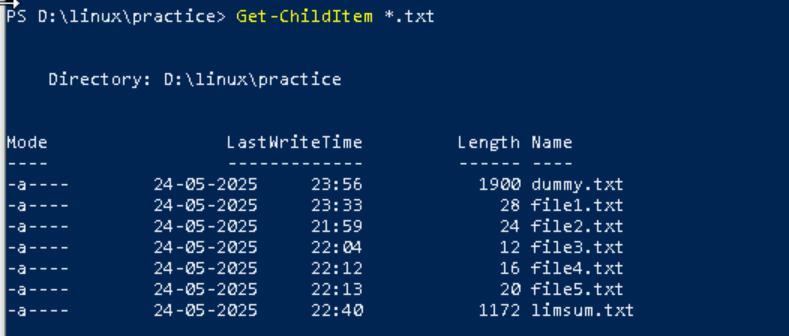 PS D:\linux\practice> Get-ChildItem *.txt
Directory: D:\linux\practice
Mode LastWriteTime Length Name
---- ------------- ------ ----
-a---- 24-05-2025 23:56 1900 dummy.txt
-a---- 24-05-2025 23:33 28 file1.txt
-a---- 24-05-2025 21:59 24 file2.txt
-a---- 24-05-2025 22:04 12 file3.txt
-a---- 24-05-2025 22:12 16 file4.txt
-a---- 24-05-2025 22:13 20 file5.txt
-a---- 24-05-2025 22:40 1172 limsum.txt